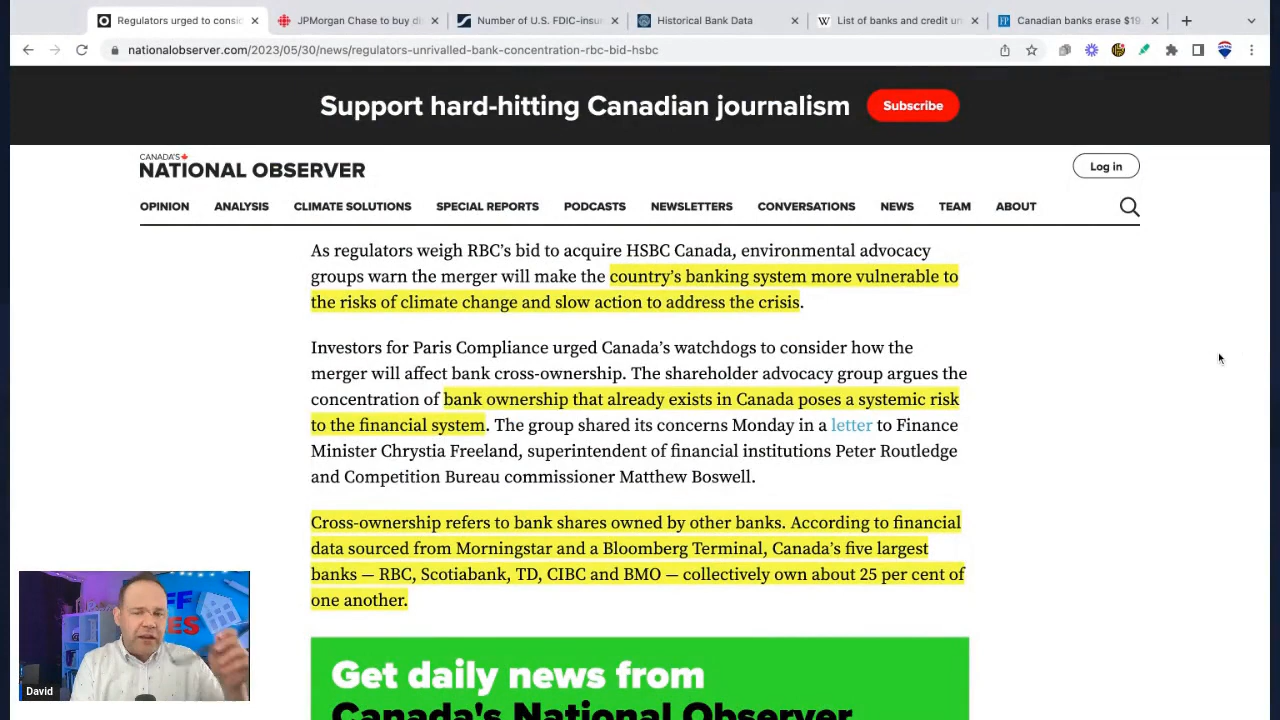 Regulators urged to consid
JPMorgan Chase to buy di
Number of U.S. FDIC-insur
Historical Bank Data
List of banks and credit un
Canadian banks erase $19
nationalobserver.com/2023/05/30/news/regulators-unrivalled-bank-concentration-rbc-bid-hsbc
Support hard-hitting Canadian journalism
Subscribe
CANADA'S
NATIONAL OBSERVER
Log in
OPINION ANALYSIS CLIMATE SOLUTIONS SPECIAL REPORTS PODCASTS NEWSLETTERS CONVERSATIONS NEWS TEAM ABOUT
As regulators weigh RBC’s bid to acquire HSBC Canada, environmental advocacy
groups warn the merger will make the country’s banking system more vulnerable to
the risks of climate change and slow action to address the crisis.
Investors for Paris Compliance urged Canada’s watchdogs to consider how the
merger will affect bank cross-ownership. The shareholder advocacy group argues the
concentration of bank ownership that already exists in Canada poses a systemic risk
to the financial system. The group shared its concerns Monday in a letter to Finance
Minister Chrystia Freeland, superintendent of financial institutions Peter Routledge
and Competition Bureau commissioner Matthew Boswell.
Cross-ownership refers to bank shares owned by other banks. According to financial
data sourced from Morningstar and a Bloomberg Terminal, Canada’s five largest
banks — RBC, Scotiabank, TD, CIBC and BMO — collectively own about 25 per cent of
one another.
Get daily news from
Canada's National Observer
David